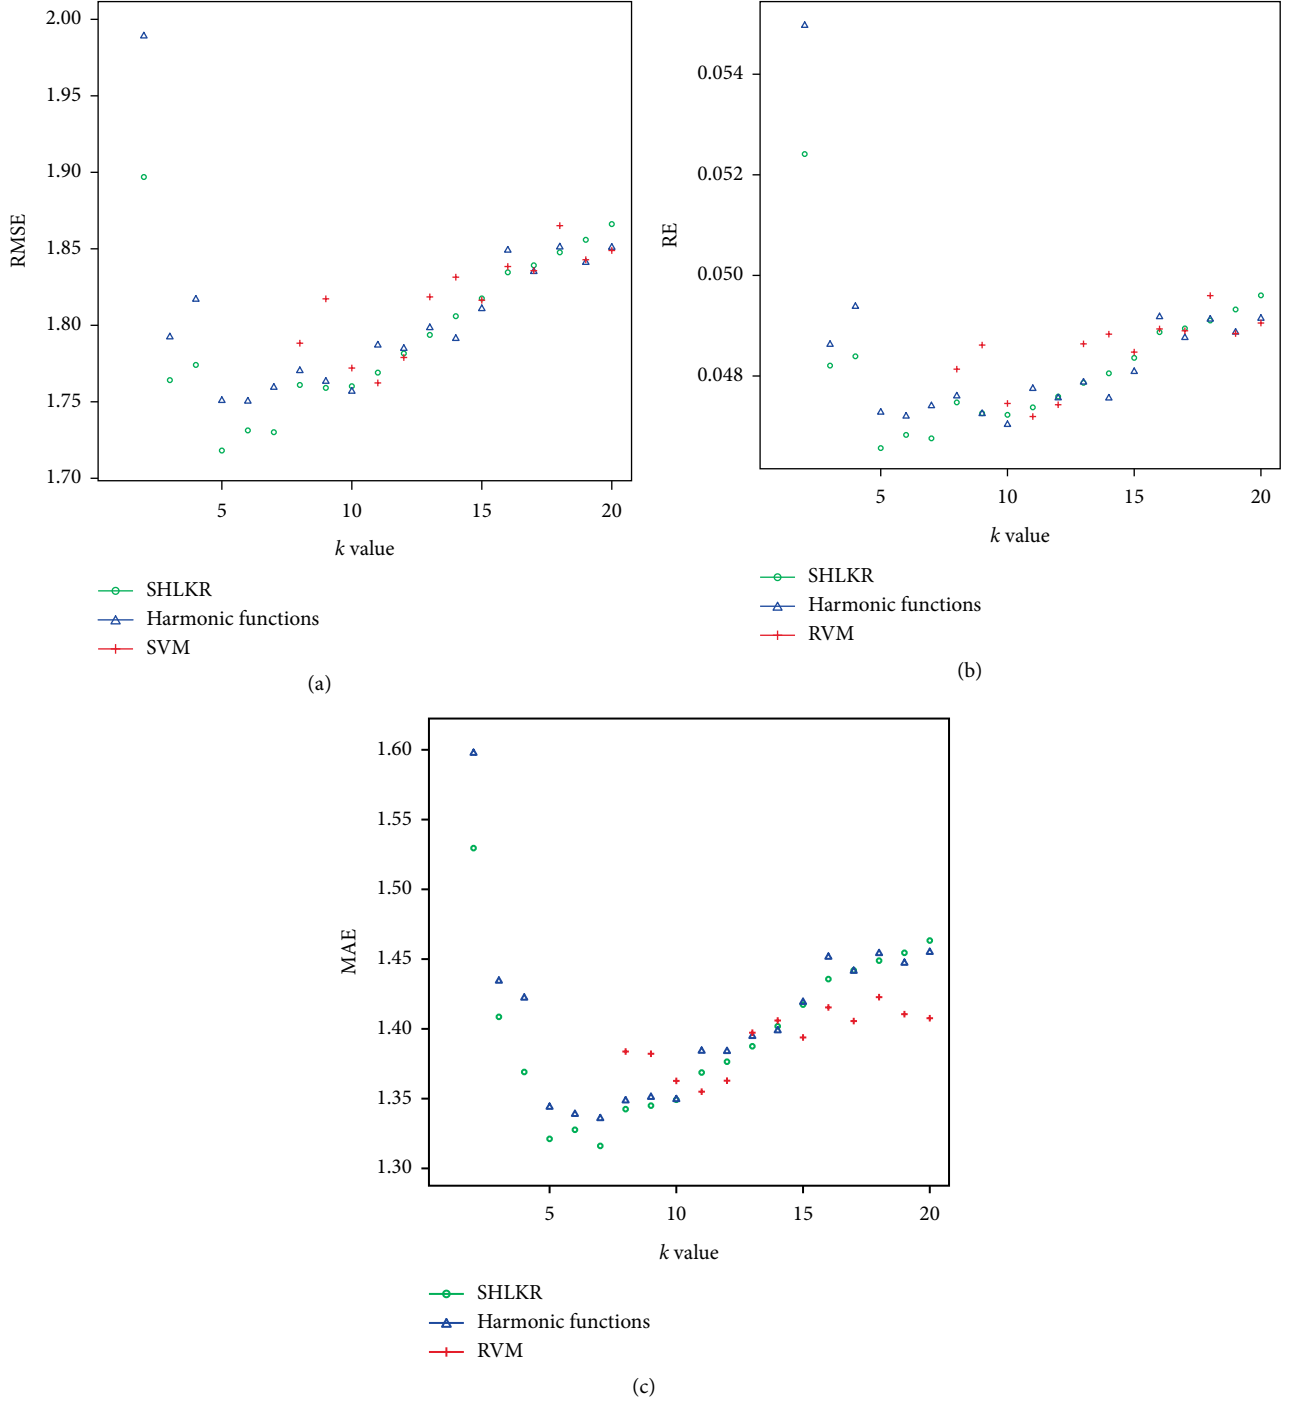 2.00
1.95
1.90
1.85
1.80
1.75
1.70
RMSE
5 10 15 20
k value
SHLKR
Harmonic functions
SVM
(a)
0.054
0.052
0.050
0.048
RE
5 10 15 20
k value
SHLKR
Harmonic functions
RVM
(b)
1.60
1.55
1.50
1.45
1.40
1.35
1.30
MAE
5 10 15 20
k value
SHLKR
Harmonic functions
RVM
(c)